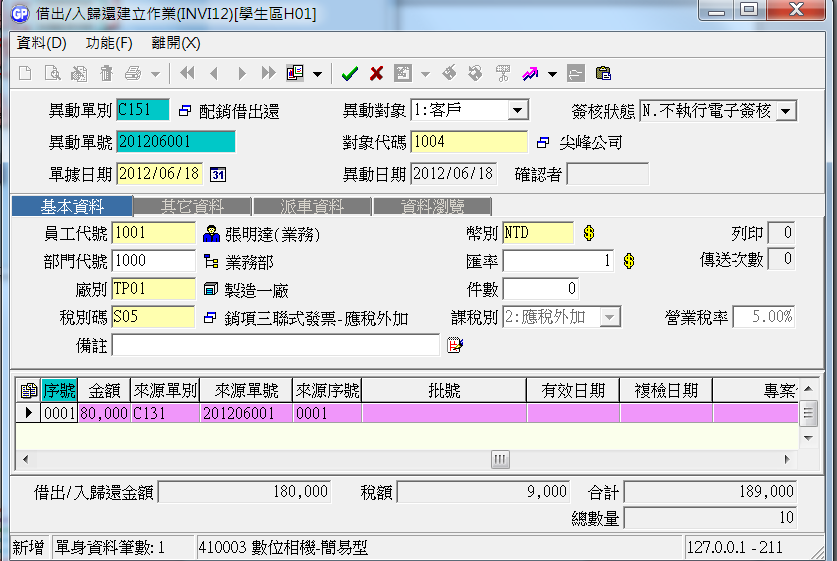 GP 借出/入歸還建立作業(INVI12)[學生區H01]
資料(D) 功能(F) 離開(X)
異動單別 C151 配銷借出還 異動對象 1:客戶 簽核狀態 N.不執行電子簽核
異動單號 201206001 對象代碼 1004 尖峰公司
單據日期 2012/06/18 31 異動日期 2012/06/18 確認者
基本資料 其它資料 派車資料 資料瀏覽
員工代號 1001 張明達(業務) 幣別 NTD 列印 0
部門代號 1000 業務部 匯率 1 傳送次數 0
廠別 TP01 製造一廠 件數 0
稅別碼 S05 銷項三聯式發票-應稅外加 課稅別 2:應稅外加 營業稅率 5.00%
備註
序號 金額 來源單別 來源單號 來源序號 批號 有效日期 複檢日期 專案
0001 80,000 C131 201206001 0001
借出/入歸還金額 180,000 稅額 9,000 合計 189,000
總數量 10
新增 單身資料筆數: 1 410003 數位相機-簡易型 127.0.0.1 - 211